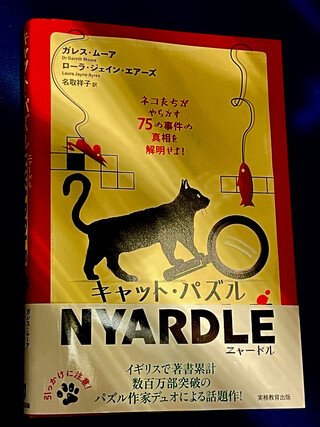 ガレス・ムーア
Dr Gareth Moore
ローラ・ジェイン・エアーズ
Laura Jayne Ayres
名取祥子 訳
ネコたちが
やらかす
75の事件の
真相を
解明せよ!
キャット・パズル
NYARDLE
ニャードル
引っかけに注意!
イギリスで著書累計
数百万部突破の
パズル作家デュオによる話題作!
実務教育出版